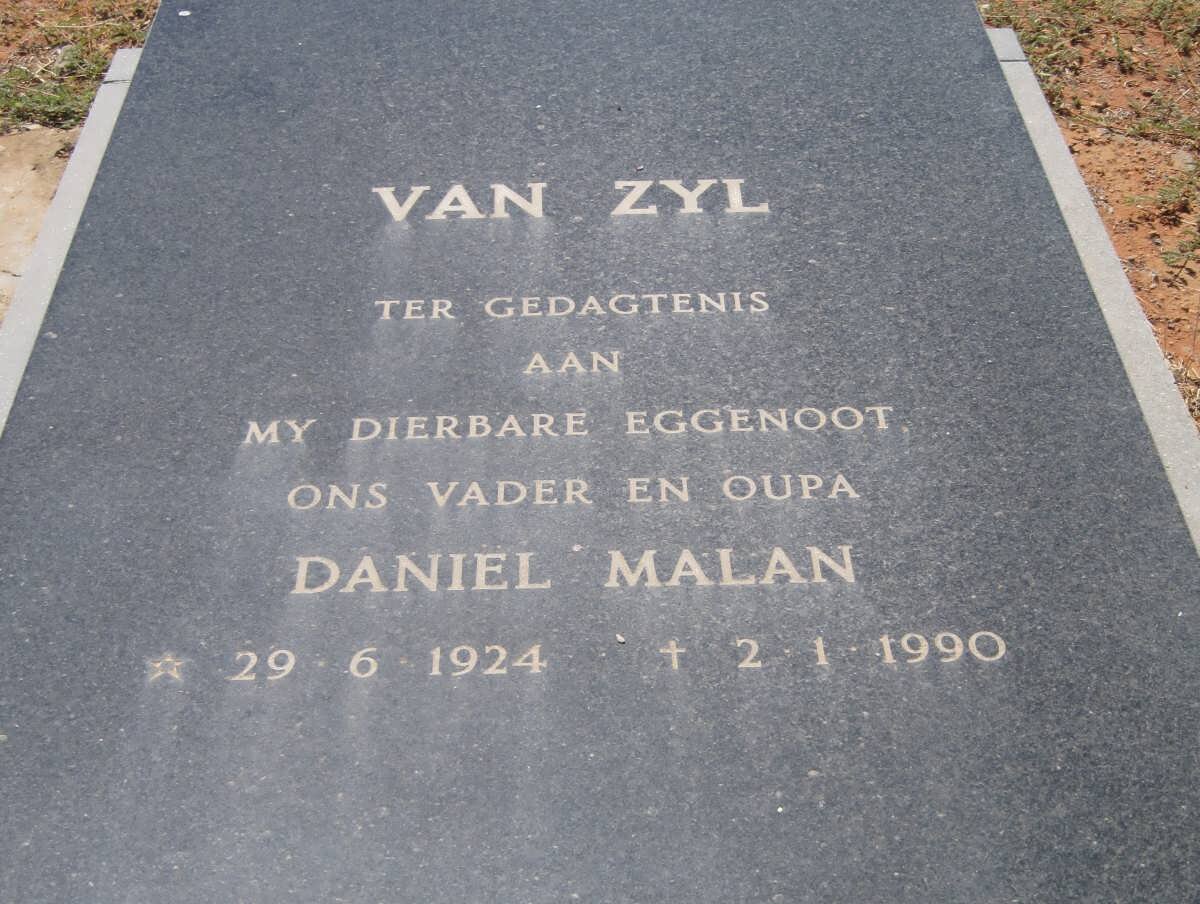 VAN ZYL
TER GEDAGTENIS
AAN
MY DIERBARE EGGENOOT,
ONS VADER EN OUPA
DANIËL MALAN
☆ 29 · 6 · 1924 † 2 · 1 · 1990